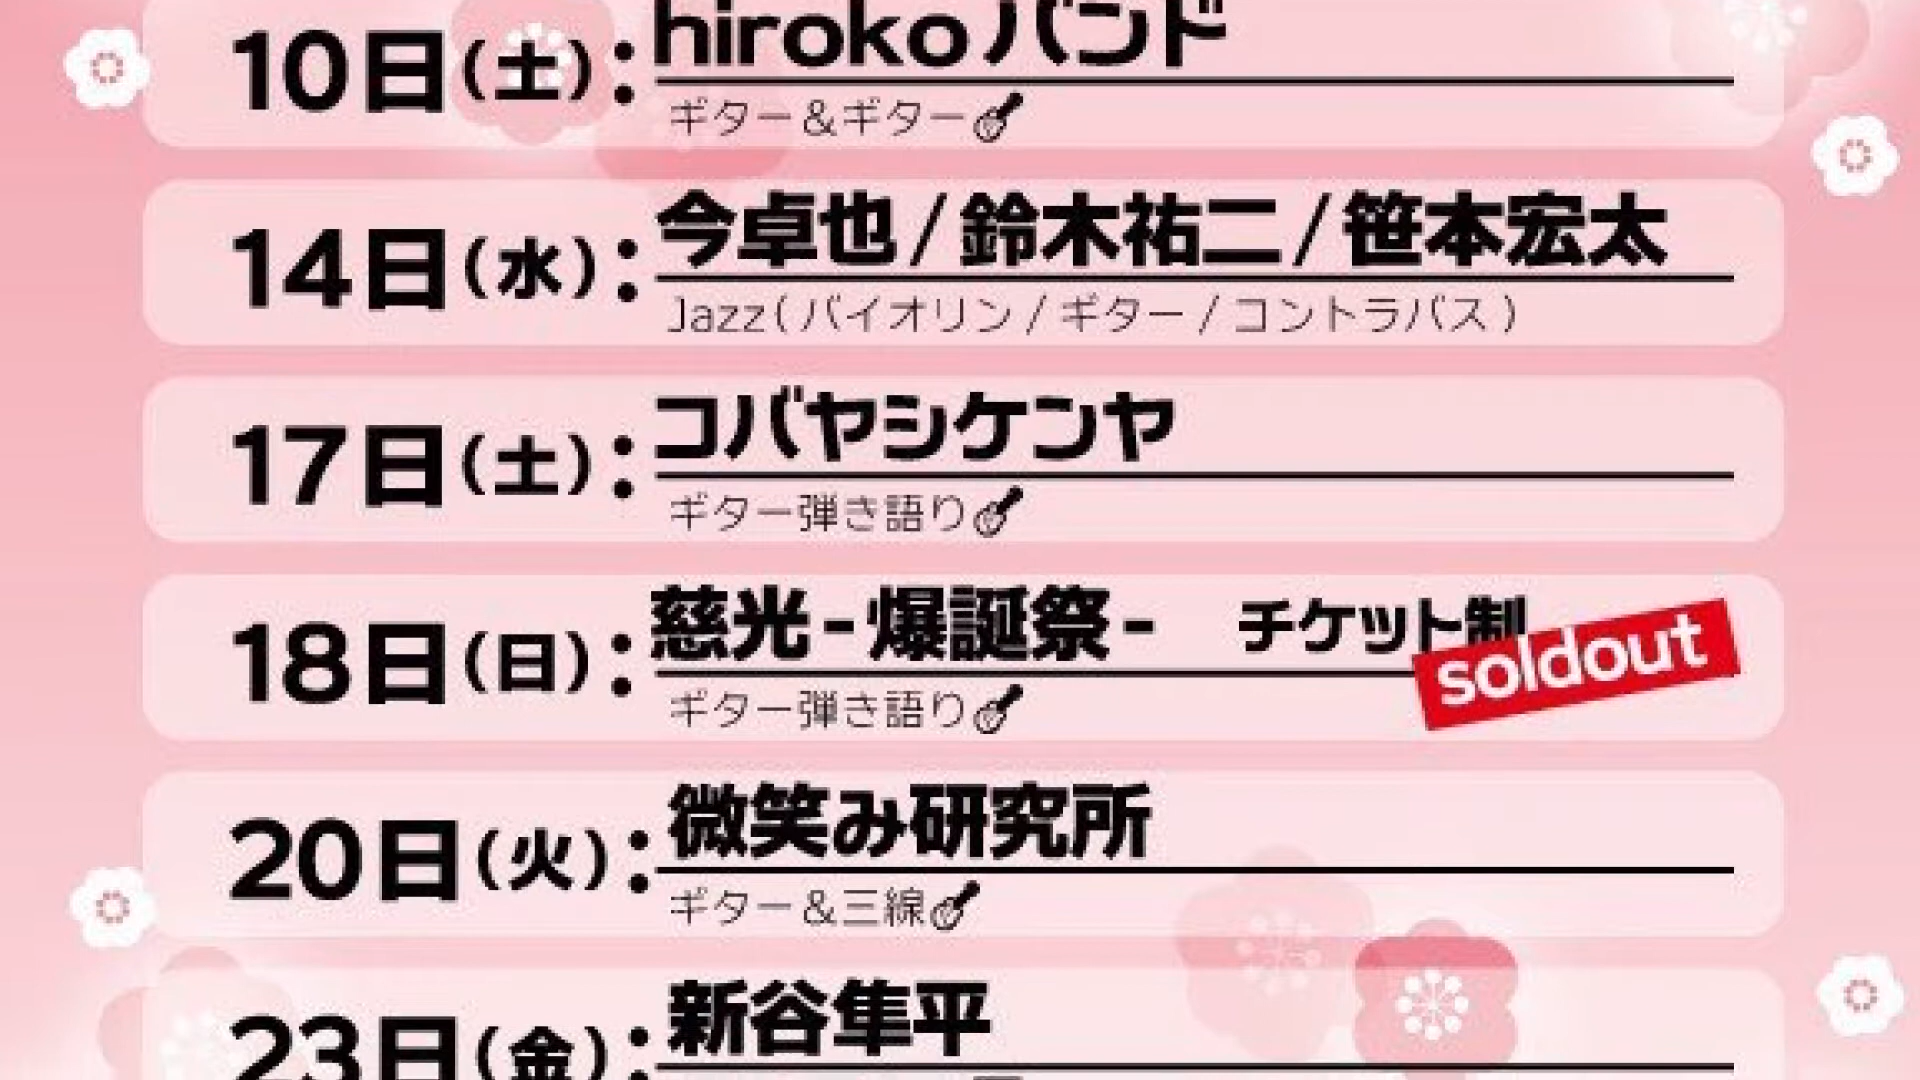 10日(土):hirokoバンド
ギター&ギター
14日(水):今卓也/鈴木祐二/笹本宏太
Jazz(バイオリン/ギター/コントラバス)
17日(土):コバヤシケンヤ
ギター弾き語り
18日(日):慈光-爆誕祭- チケット制
soldout
ギター弾き語り
20日(火):微笑み研究所
ギター&三線
23日(金):新谷隼平